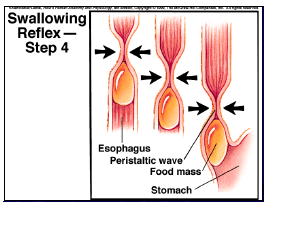 Swallowing
Reflex —
Step 4
Esophagus
Peristaltic wave
Food mass
Stomach